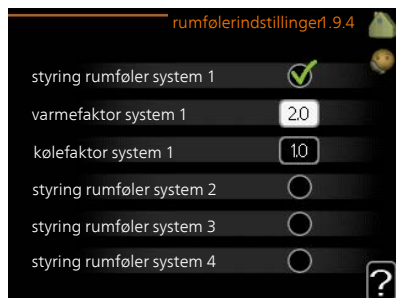 rumfølerindstillinger1.9.4
styring rumføler system 1
varmefaktor system 1 2.0
kølefaktor system 1 1.0
styring rumføler system 2
styring rumføler system 3
styring rumføler system 4
?